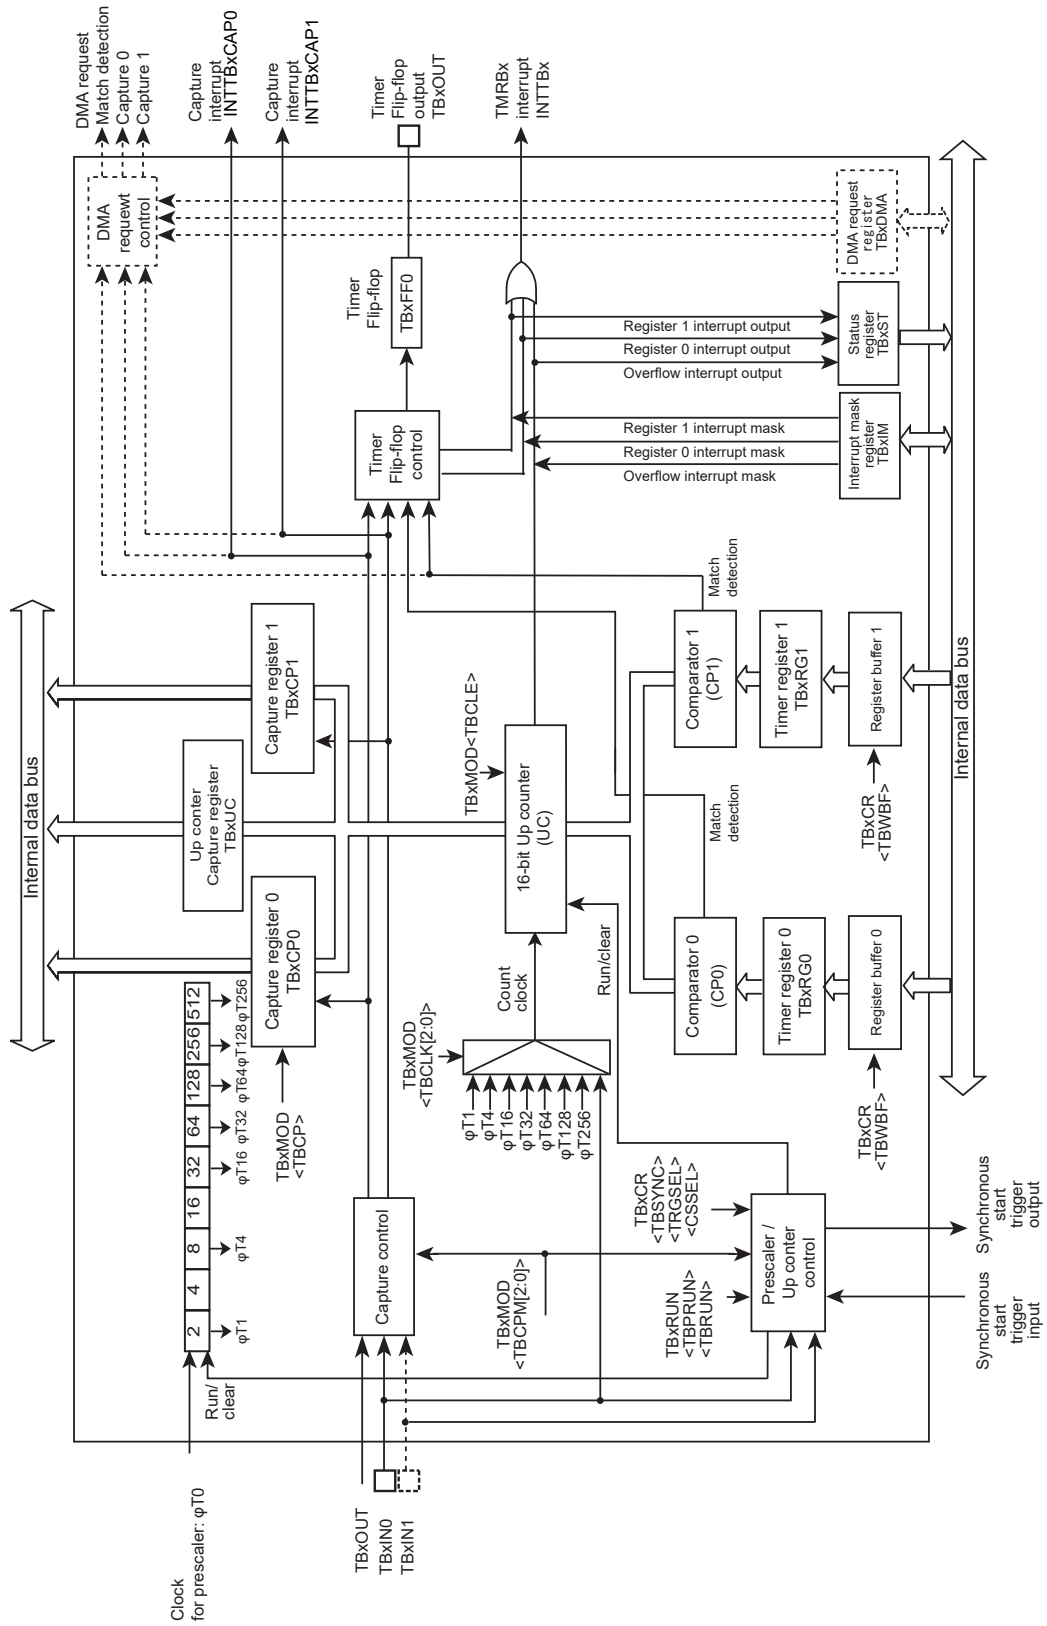 Clock
for prescaler: φT0
Run/
clear
2
4
8
16
32
64
128
256
512
φT1
φT4
φT16
φT32
φT64
φT128
φT256
Internal data bus
TBxOUT
TBxIN0
TBxIN1
Capture control
TBxMOD
<TBCP>
Capture register 0
TBxCP0
Up conter
Capture register
TBxUC
Capture register 1
TBxCP1
DMA
requewt
control
DMA request
Match detection
Capture 0
Capture 1
Capture
interrupt
INTTBxCAP0
Capture
interrupt
INTTBxCAP1
Timer
Flip-flop
output
TBxOUT
TMRBx
interrupt
INTTBx
Timer
Flip-flop
control
Timer
Flip-flop
TBxFF0
TBxMOD
<TBCPM[2:0]>
TBxMOD
<TBCLK[2:0]>
φT1
φT4
φT16
φT32
φT64
φT128
φT256
Count
clock
TBxMOD<TBCLE>
16-bit Up counter
(UC)
Run/clear
TBxRUN
<TBPRUN>
<TBRUN>
TBxCR
<TBSYNC>
<TRGSEL>
<CSSEL>
Prescaler /
Up conter
control
Synchronous
start
trigger
input
Synchronous
start
trigger
output
Comparator 0
(CP0)
Match
detection
Comparator 1
(CP1)
Match
detection
Timer register 0
TBxRG0
Timer register 1
TBxRG1
Register buffer 0
Register buffer 1
TBxCR
<TBWBF>
TBxCR
<TBWBF>
Register 1 interrupt output
Register 0 interrupt output
Overflow interrupt output
Register 1 interrupt mask
Register 0 interrupt mask
Overflow interrupt mask
Interrupt mask
register
TBxIM
Status
register
TBxST
DMA request
register
TBxDMA
Internal data bus